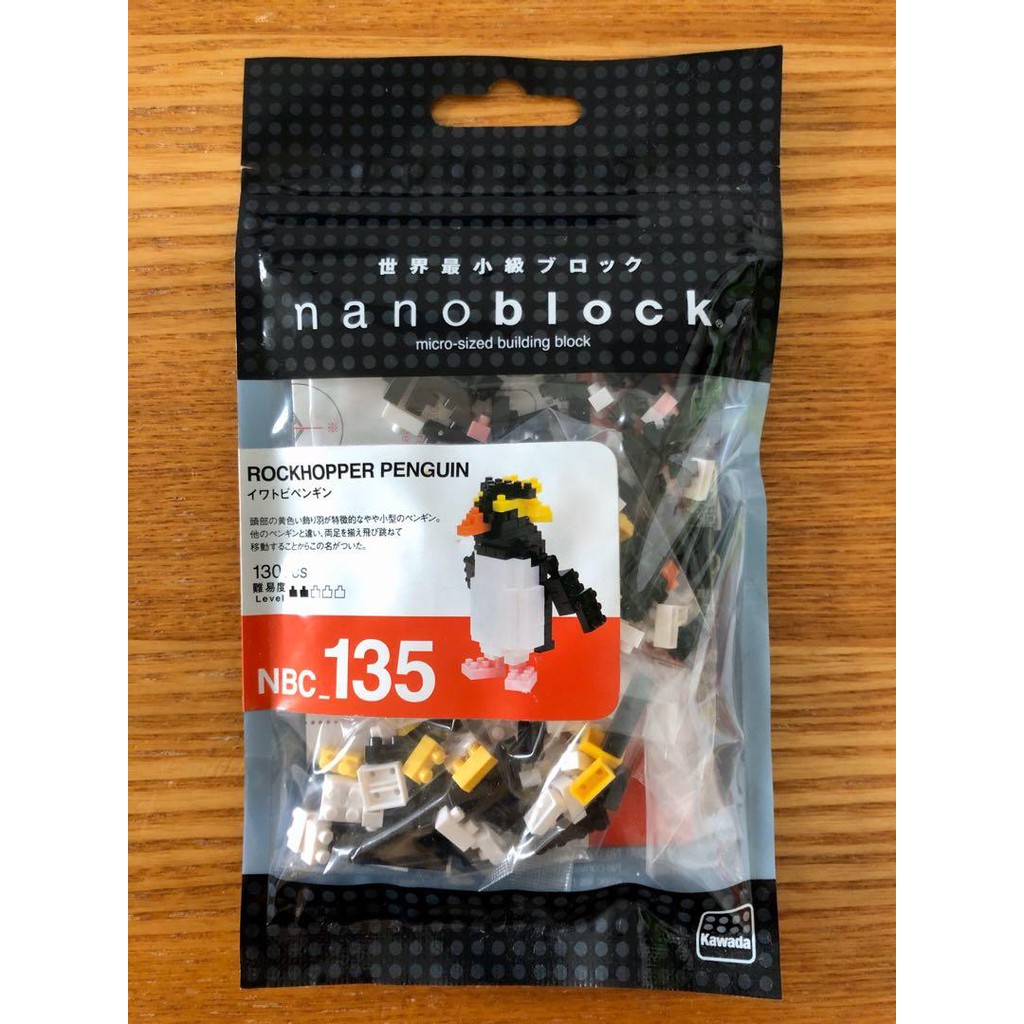 世界最小級ブロック
nanoblock®
micro-sized building block
ROCKHOPPER PENGUIN
イワトビペンギン
頭部の黄色い飾り羽が特徴的なやや小型のペンギン。
他のペンギンと違い、両足を揃え飛び跳ねて
移動することからこの名がついた。
130
難易度
Level
NBC_135
Kawada